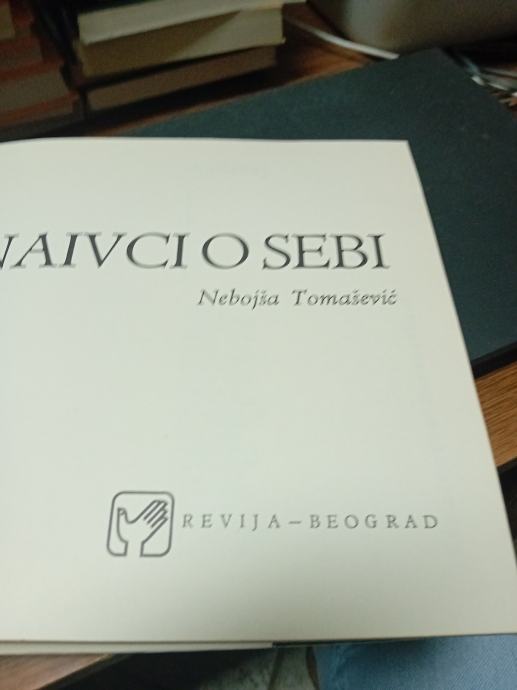 NAIVCI O SEBI
Nebojša Tomašević
REVIJA – BEOGRAD